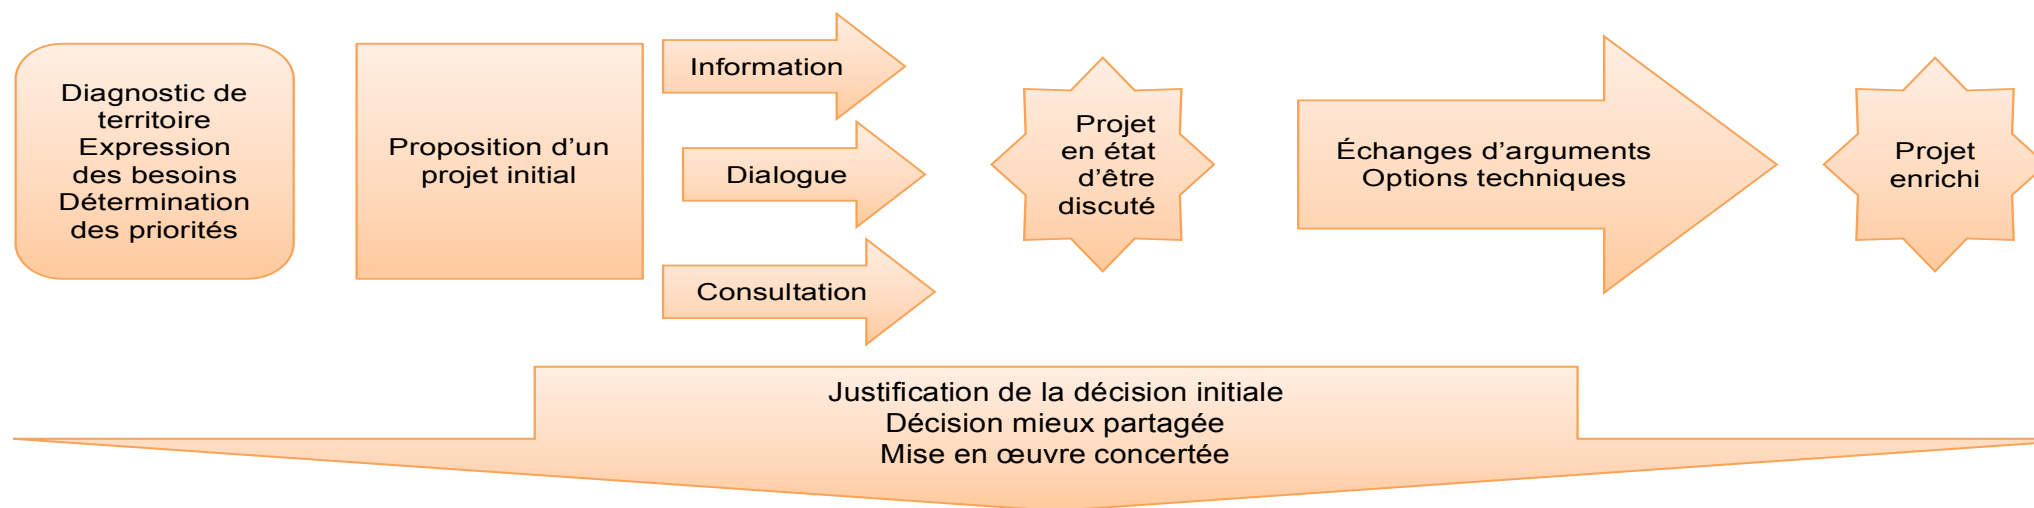 Diagnostic de
territoire
Expression
des besoins
Détermination
des priorités
Proposition d’un
projet initial
Information
Dialogue
Consultation
Projet
en état
d’être
discuté
Échanges d’arguments
Options techniques
Projet
enrichi
Justification de la décision initiale
Décision mieux partagée
Mise en œuvre concertée